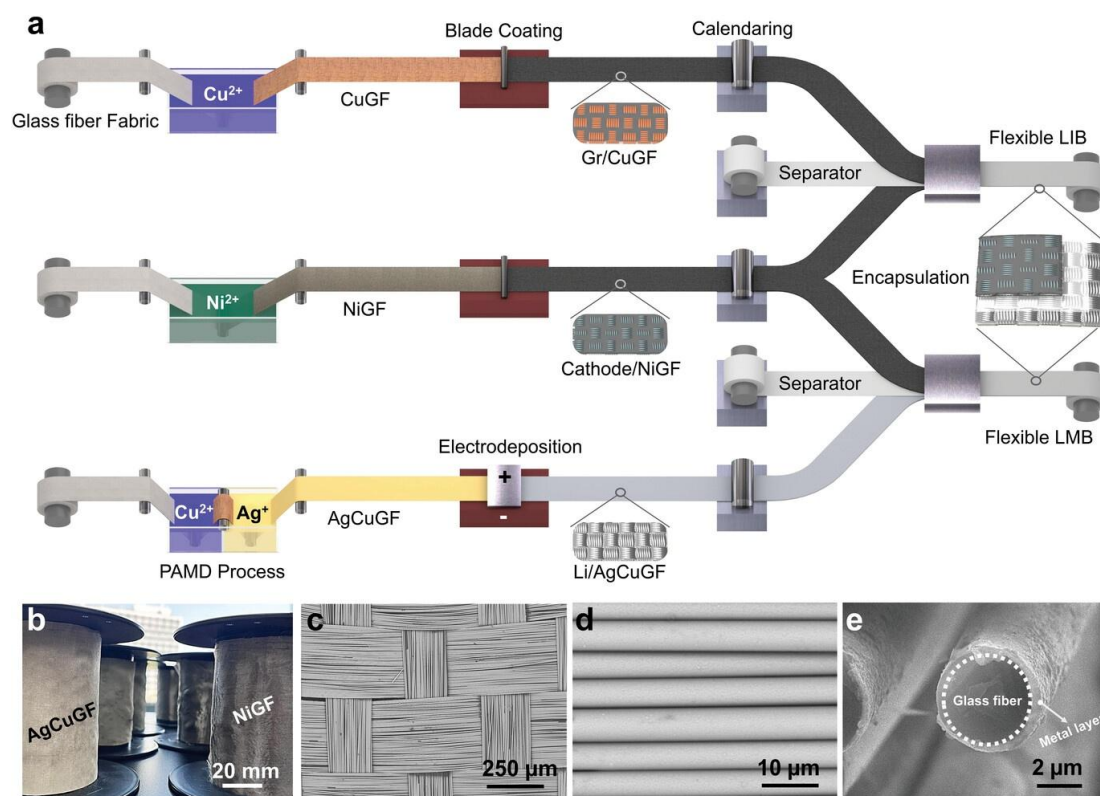 a
Blade Coating
Calendaring
Cu²⁺
CuGF
Glass fiber Fabric
Gr/CuGF
Flexible LIB
Separator
Ni²⁺
NiGF
Encapsulation
Cathode/NiGF
Separator
Flexible LMB
Electrodeposition
+
-
Cu²⁺
Ag⁺
AgCuGF
PAMD Process
Li/AgCuGF
b
AgCuGF
NiGF
20 mm
c
250 µm
d
10 µm
e
Glass fiber
Metal layer
2 µm